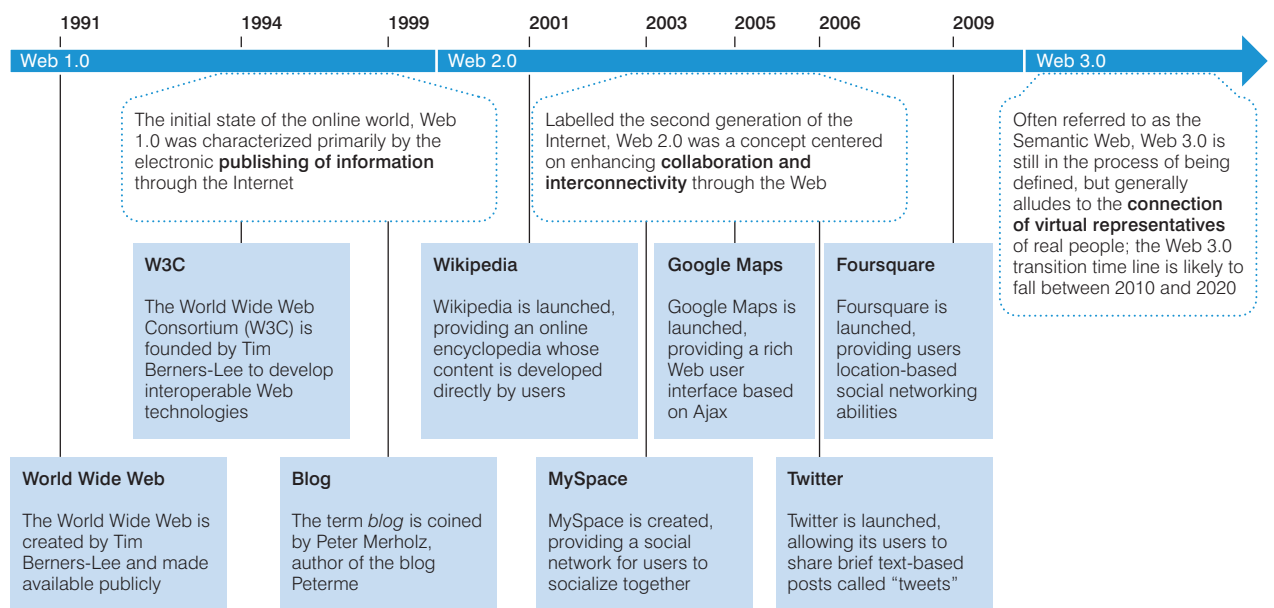 1991
1994
1999
2001
2003
2005
2006
2009
Web 1.0
Web 2.0
Web 3.0
The initial state of the online world, Web
1.0 was characterized primarily by the
electronic publishing of information
through the Internet
Labelled the second generation of the
Internet, Web 2.0 was a concept centered
on enhancing collaboration and
interconnectivity through the Web
Often referred to as the
Semantic Web, Web 3.0 is
still in the process of being
defined, but generally
alludes to the connection
of virtual representatives
of real people; the Web 3.0
transition time line is likely to
fall between 2010 and 2020
W3C
The World Wide Web
Consortium (W3C) is
founded by Tim
Berners-Lee to develop
interoperable Web
technologies
Wikipedia
Wikipedia is launched,
providing an online
encyclopedia whose
content is developed
directly by users
Google Maps
Google Maps is
launched,
providing a rich
Web user
interface based
on Ajax
Foursquare
Foursquare is
launched,
providing users
location-based
social networking
abilities
World Wide Web
The World Wide Web is
created by Tim
Berners-Lee and made
available publicly
Blog
The term blog is coined
by Peter Merholz,
author of the blog
Peterme
MySpace
MySpace is created,
providing a social
network for users to
socialize together
Twitter
Twitter is launched,
allowing its users to
share brief text-based
posts called “tweets”